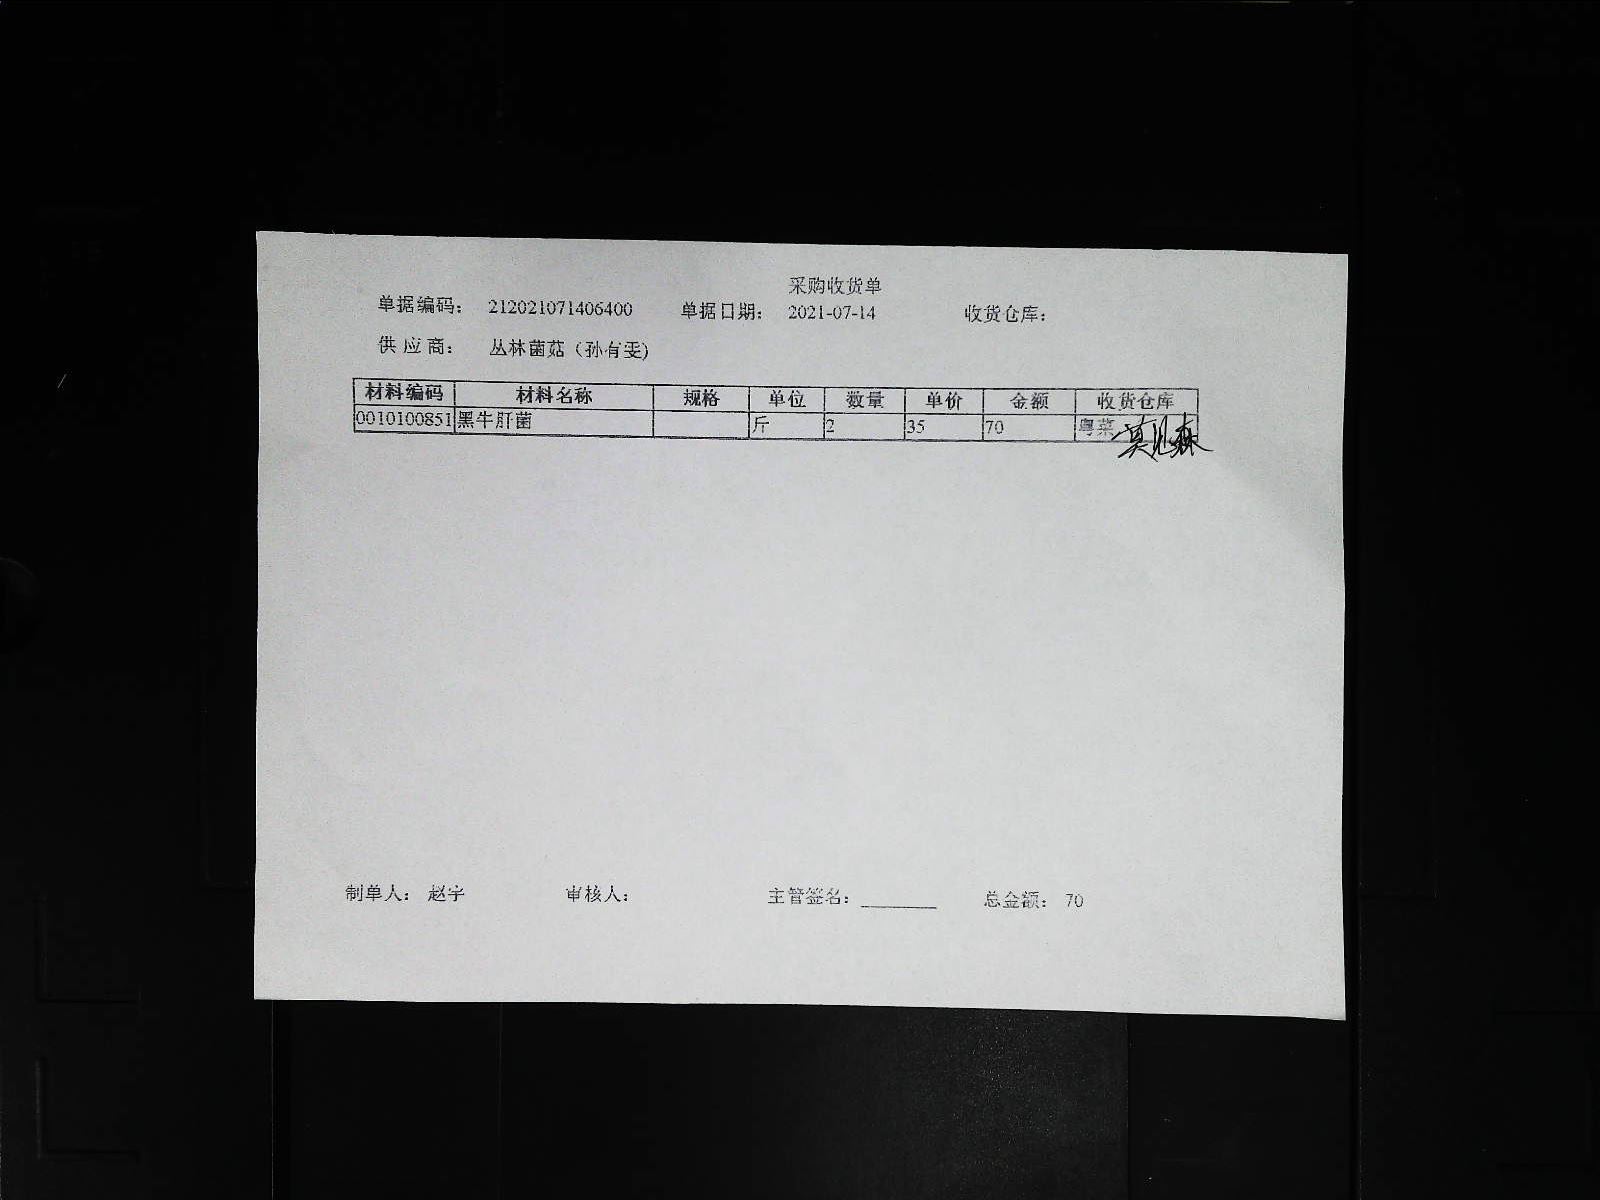 采购收货单
单据编码： 212021071406400 单据日期： 2021-07-14 收货仓库：
供 应 商： 丛林菌菇（孙有雯）
材料编码 材料名称 规格 单位 数量 单价 金额 收货仓库
0010100851 黑牛肝菌 斤 2 35 70 粤菜
制单人： 赵宇 审核人： 主管签名：________ 总金额： 70